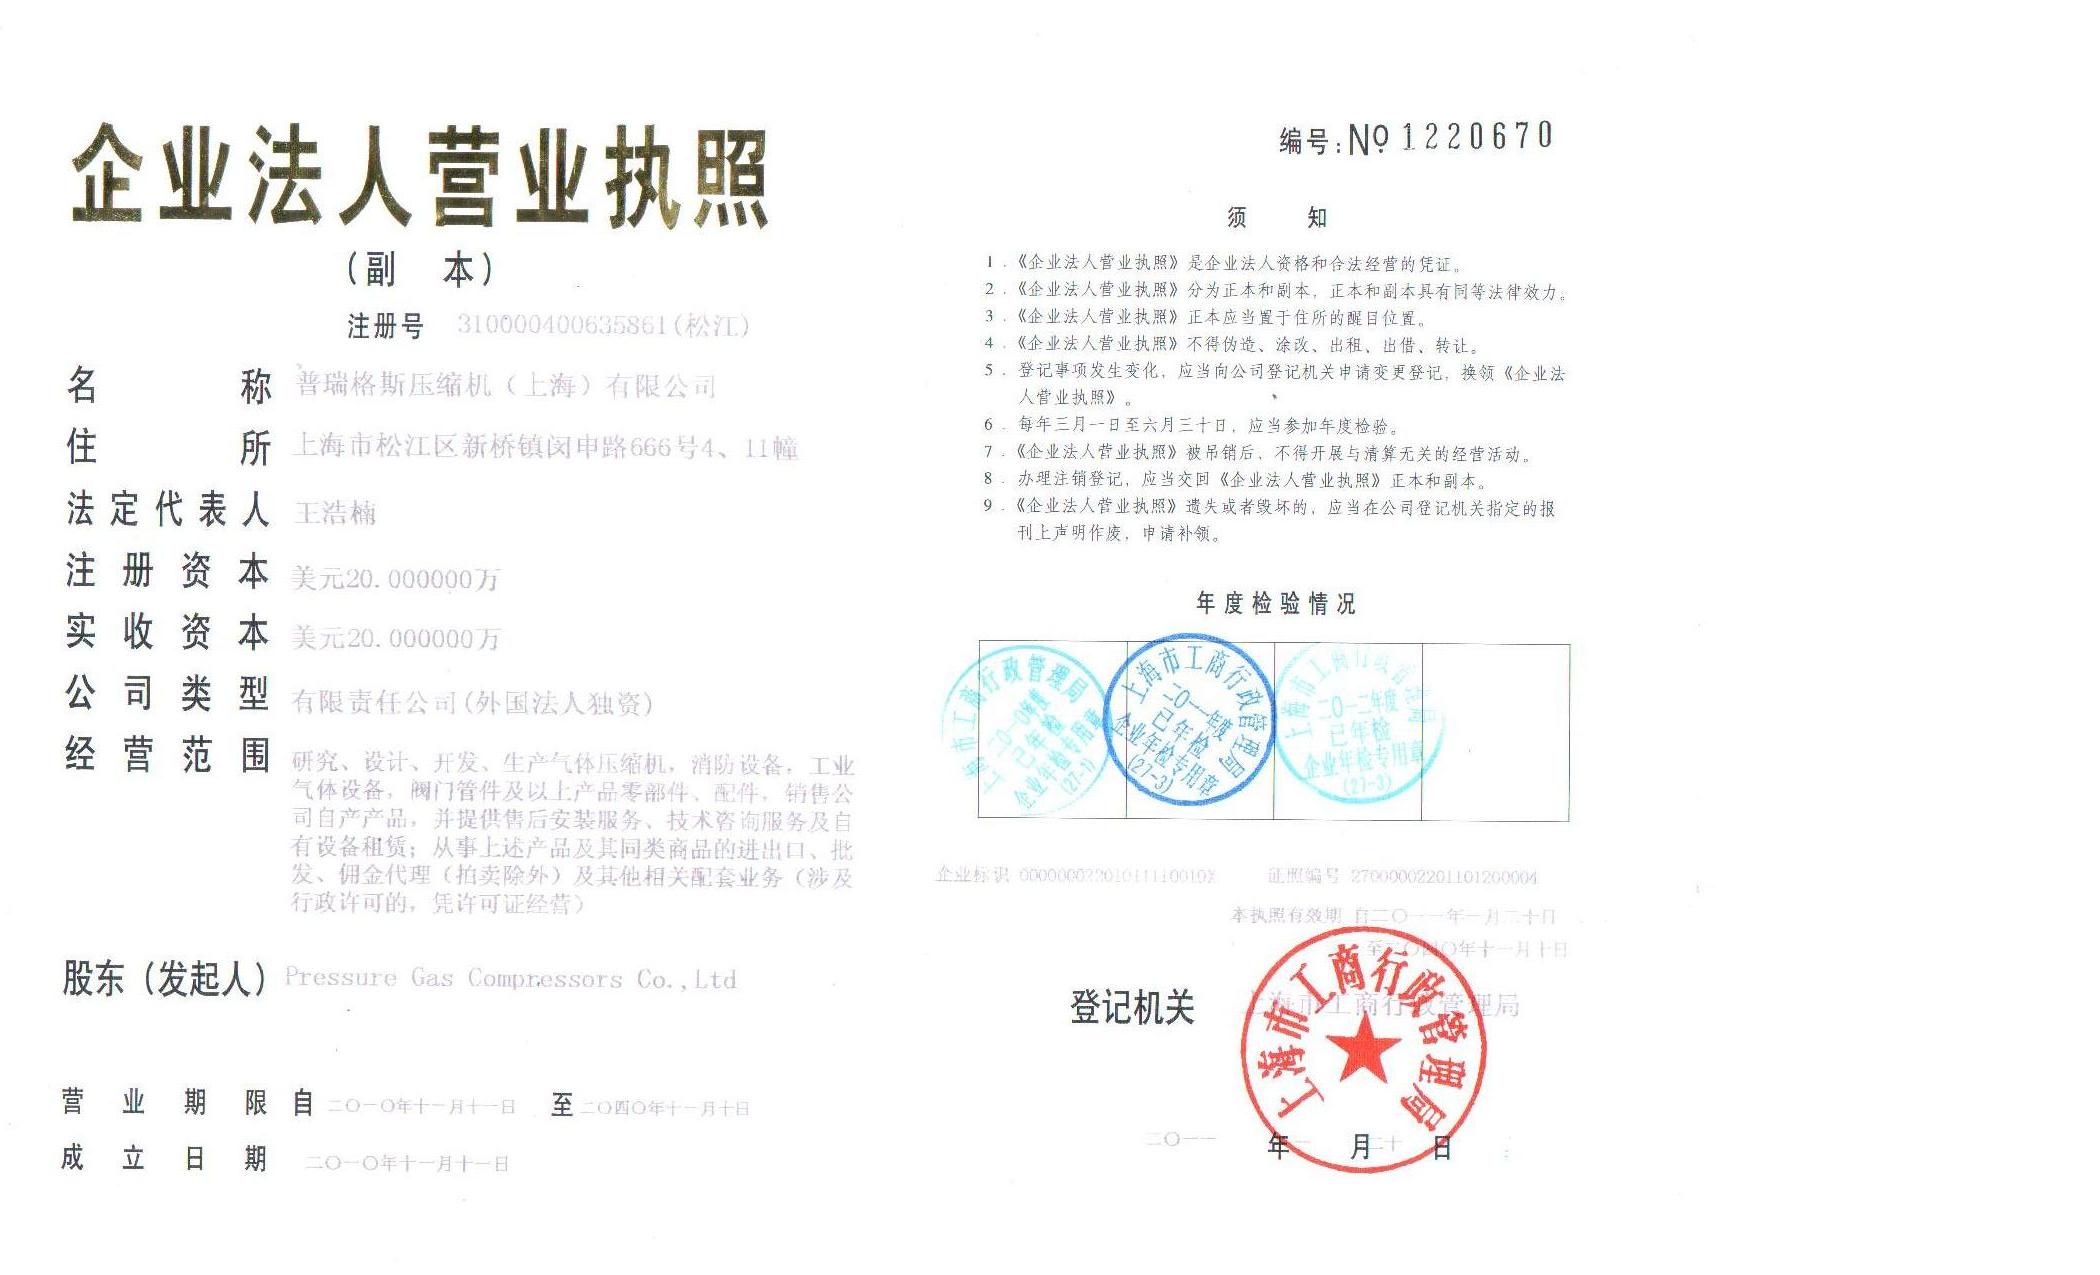 企业法人营业执照
(副 本)
注册号 310000400635861(松江)
名 称 普瑞格斯压缩机（上海）有限公司
住 所 上海市松江区新桥镇闵申路666号4、11幢
法定代表人 王浩楠
注册资本 美元20.000000万
实收资本 美元20.000000万
公司类型 有限责任公司(外国法人独资)
经营范围 研究、设计、开发、生产气体压缩机，消防设备，工业
气体设备，阀门管件及以上产品零部件、配件，销售公
司自产产品，并提供售后安装服务、技术咨询服务及自
有设备租赁；从事上述产品及其同类商品的进出口、批
发、佣金代理（拍卖除外）及其他相关配套业务（涉及
行政许可的，凭许可证经营）
股东（发起人） Pressure Gas Compressors Co.,Ltd
营业期限 自 二〇一〇年十一月十一日 至 二〇四〇年十一月十日
成立日期 二〇一〇年十一月十一日
编号:№ 1220670
须 知
1．《企业法人营业执照》是企业法人资格和合法经营的凭证。
2．《企业法人营业执照》分为正本和副本，正本和副本具有同等法律效力。
3．《企业法人营业执照》正本应当置于住所的醒目位置。
4．《企业法人营业执照》不得伪造、涂改、出租、出借、转让。
5．登记事项发生变化，应当向公司登记机关申请变更登记，换领《企业法
人营业执照》。
6．每年三月一日至六月三十日，应当参加年度检验。
7．《企业法人营业执照》被吊销后，不得开展与清算无关的经营活动。
8．办理注销登记，应当交回《企业法人营业执照》正本和副本。
9．《企业法人营业执照》遗失或者毁坏的，应当在公司登记机关指定的报
刊上声明作废，申请补领。
年度检验情况
上海市工商行政管理局
二〇一〇年度
已年检
企业年检专用章
(27-1)
上海市工商行政管理局
二〇一一年度
已年检
企业年检专用章
(27-3)
上海市工商行政管理局
二〇一二年度
已年检
企业年检专用章
(27-3)
企业标识
证照编号 27000002201101200004
本执照有效期 自二〇一一年一月二十日
至二〇四〇年十一月十日
登记机关 上海市工商行政管理局
上海市工商行政管理局
二〇一一 年 一 月 二十 日